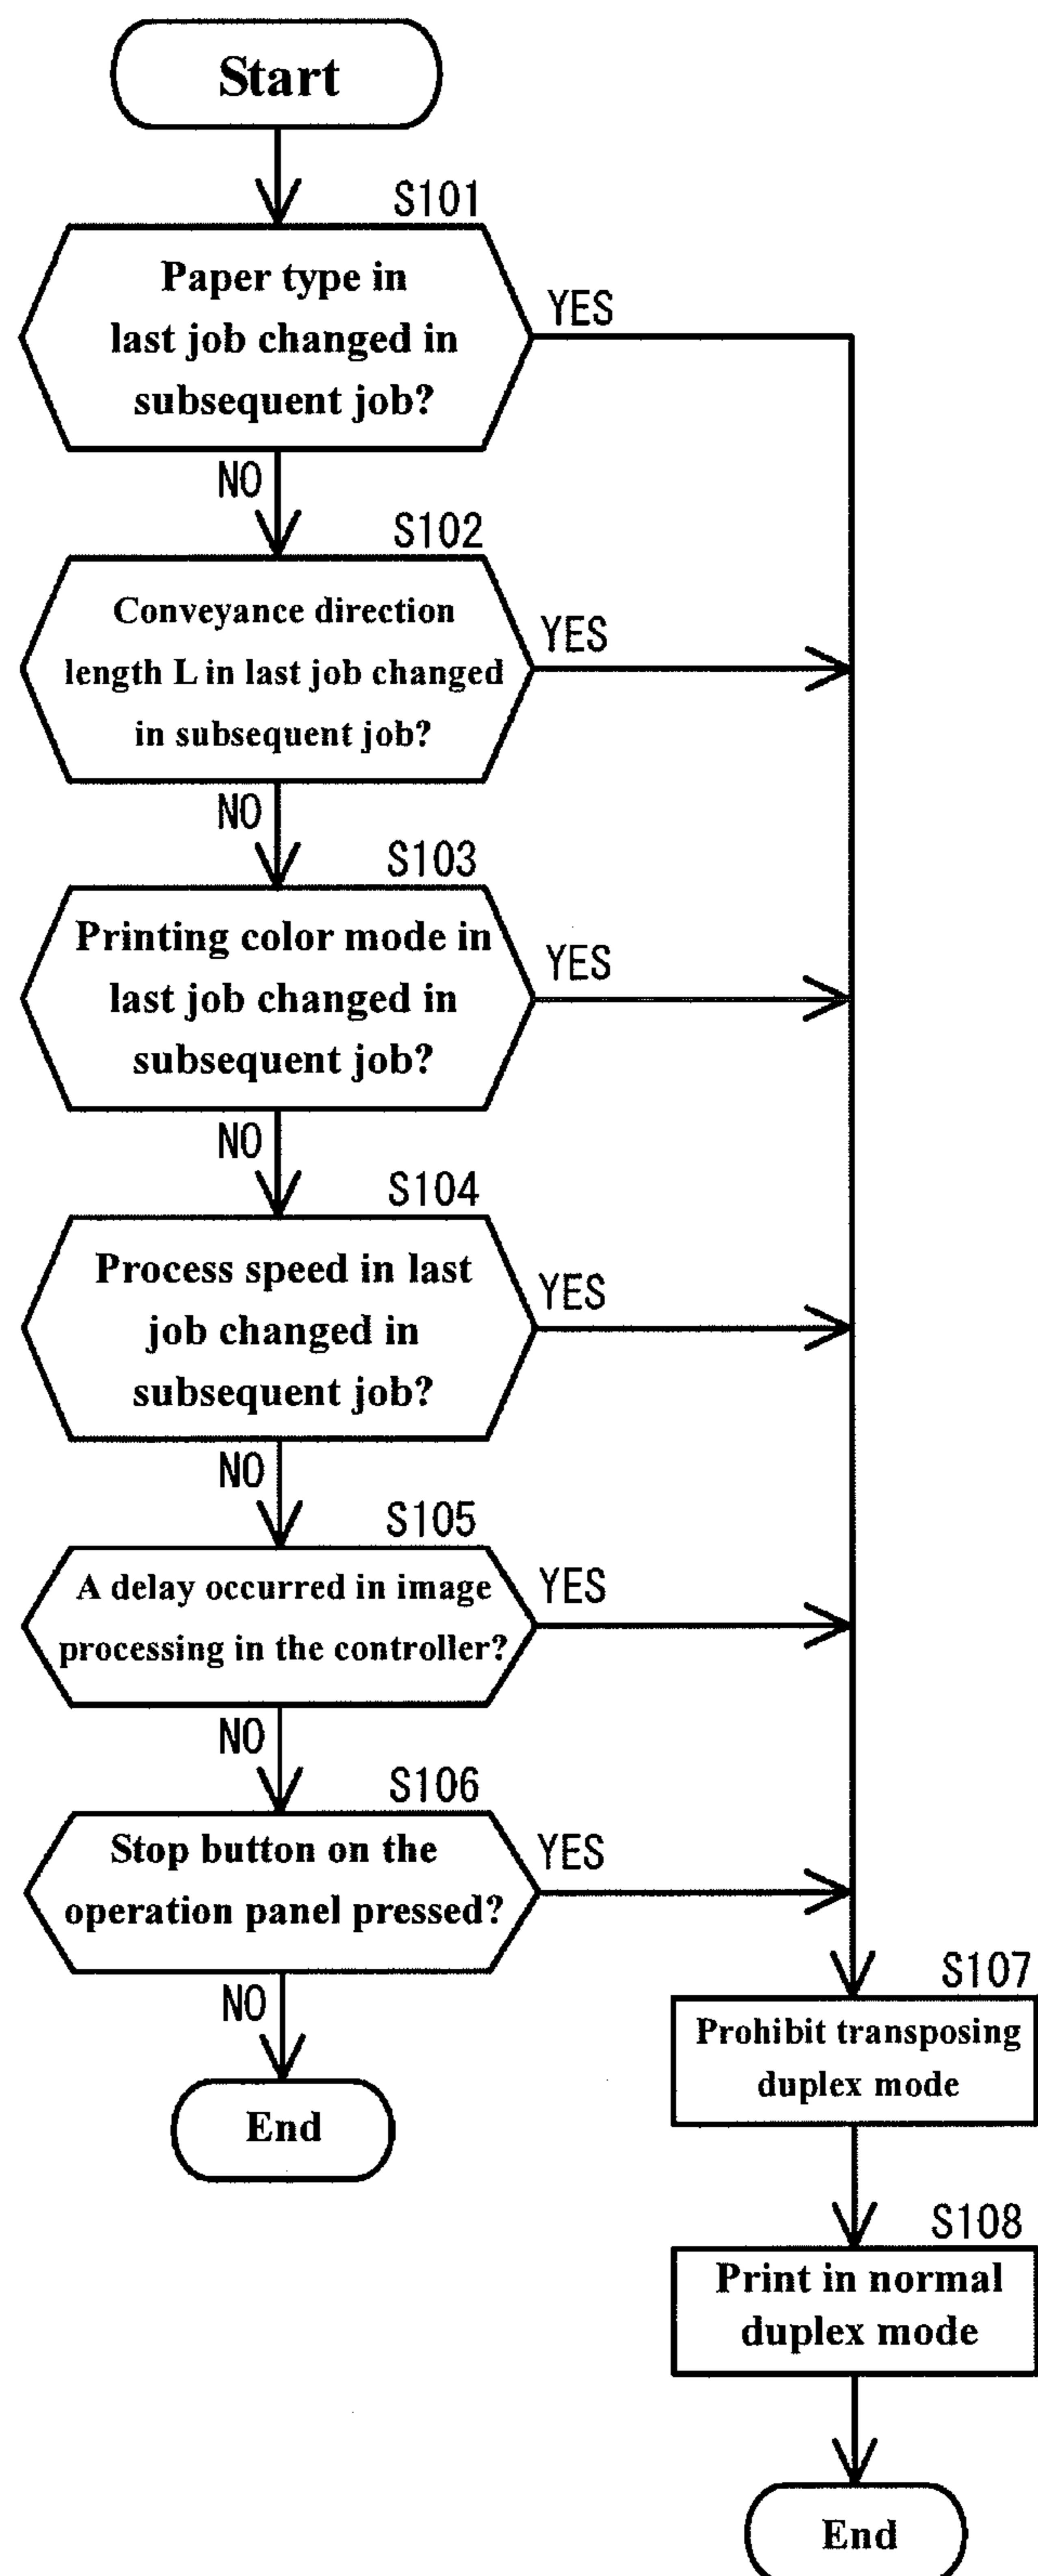 Start
S101
Paper type in
last job changed in
subsequent job?
YES
NO
S102
Conveyance direction
length L in last job changed
in subsequent job?
YES
NO
S103
Printing color mode in
last job changed in
subsequent job?
YES
NO
S104
Process speed in last
job changed in
subsequent job?
YES
NO
S105
A delay occurred in image
processing in the controller?
YES
NO
S106
Stop button on the
operation panel pressed?
YES
NO
End
S107
Prohibit transposing
duplex mode
S108
Print in normal
duplex mode
End